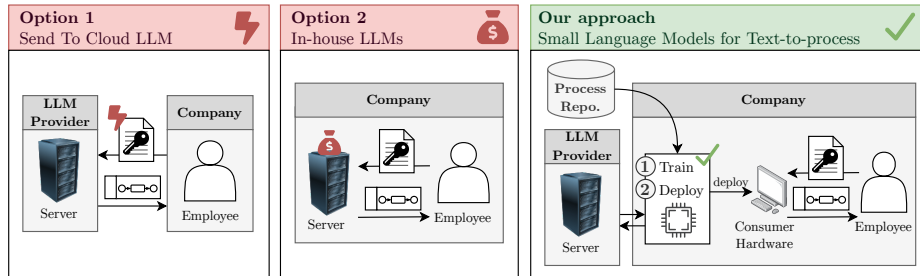 Option 1
Send To Cloud LLM
LLM
Provider
Company
Server
Employee
Option 2
In-house LLMs
Company
$
$
Server
Employee
Our approach
Small Language Models for Text-to-process
Process
Repo.
Company
LLM
Provider
1 Train
2 Deploy
deploy
Server
Consumer
Hardware
Employee